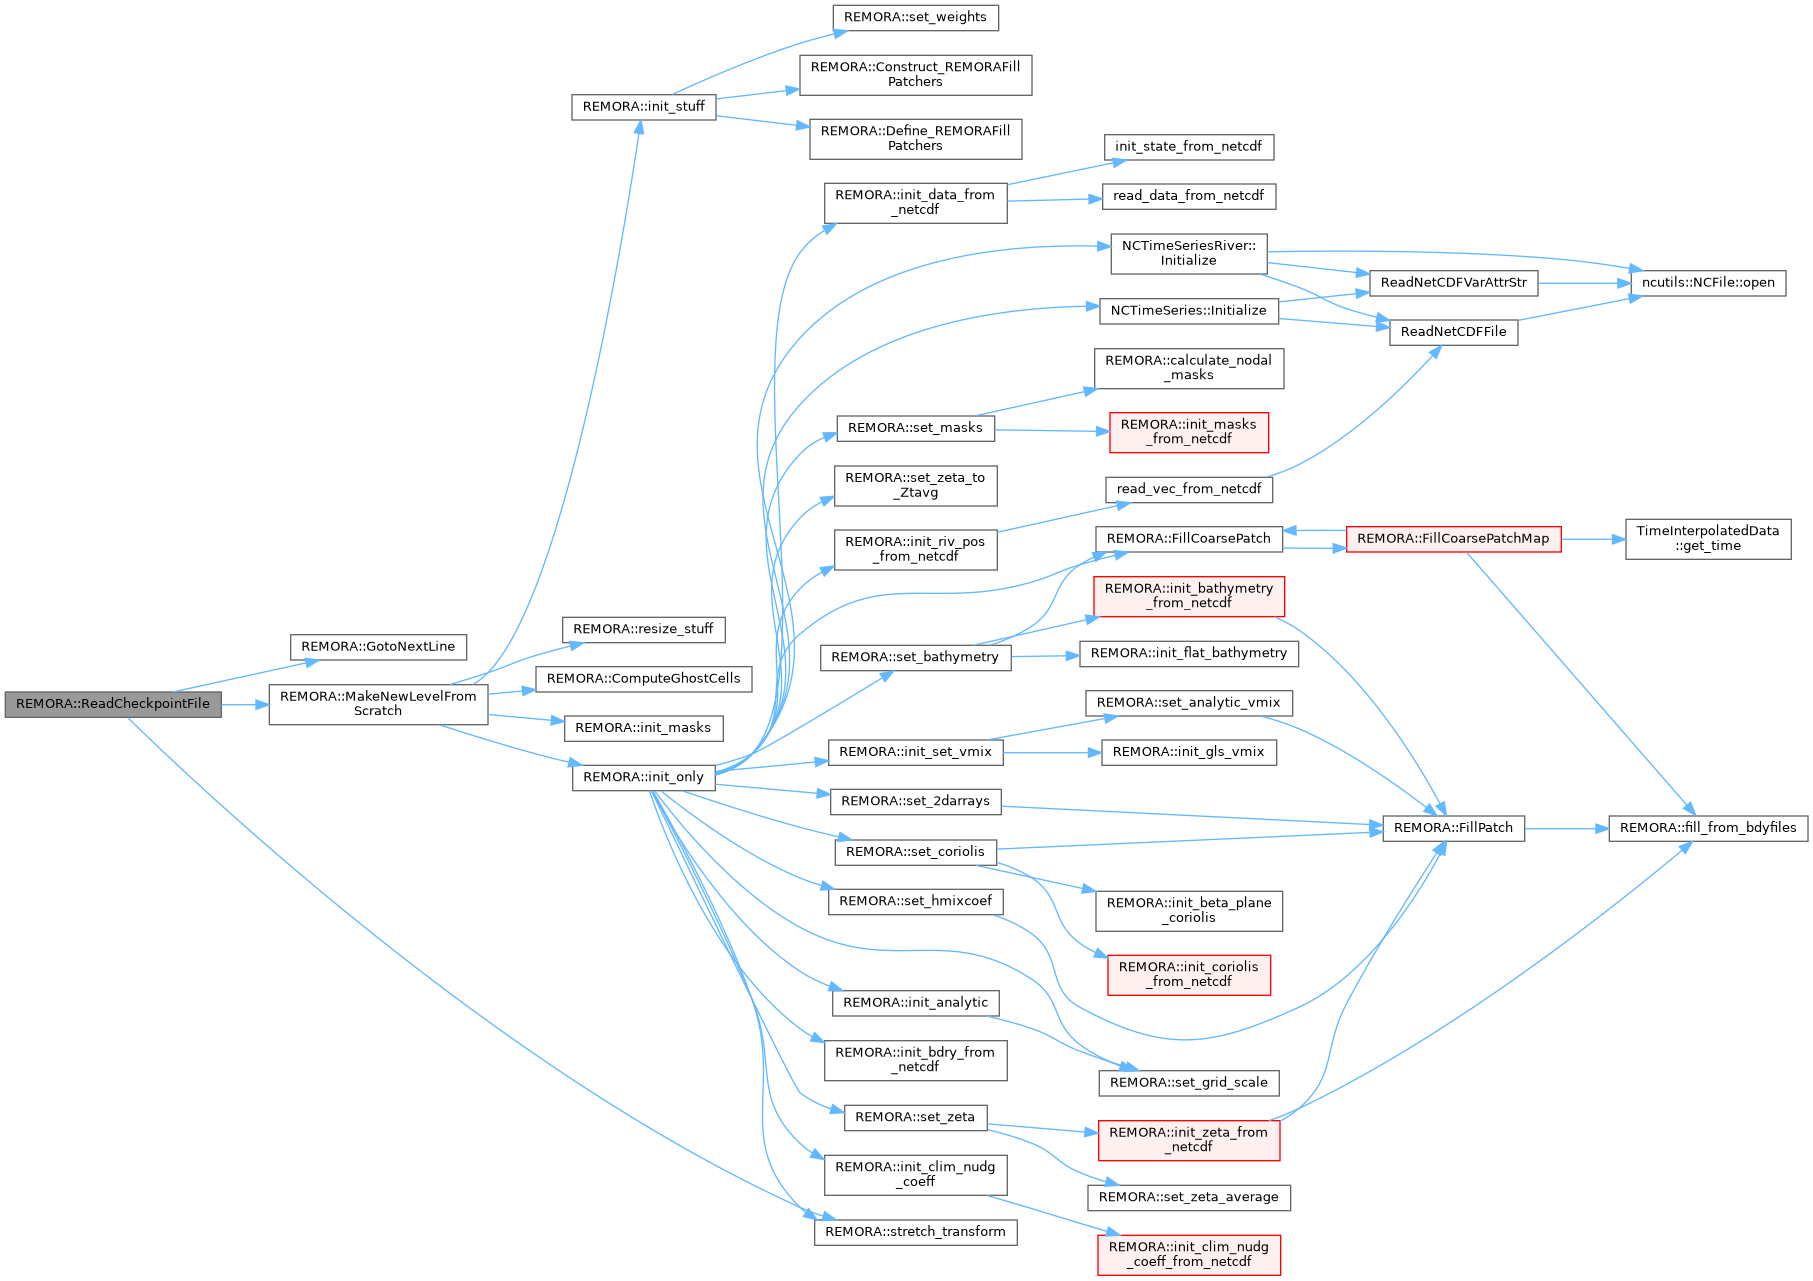 REMORA::set_weights
REMORA::Construct_REMORAFill
Patchers
REMORA::init_stuff
REMORA::Define_REMORAFill
Patchers
init_state_from_netcdf
REMORA::init_data_from
_netcdf
read_data_from_netcdf
NCTimeSeriesRiver::
Initialize
ReadNetCDFVarAttrStr
ncutils::NCFile::open
NCTimeSeries::Initialize
ReadNetCDFFile
REMORA::calculate_nodal
_masks
REMORA::set_masks
REMORA::init_masks
_from_netcdf
REMORA::set_zeta_to
_Ztavg
read_vec_from_netcdf
REMORA::init_riv_pos
_from_netcdf
REMORA::FillCoarsePatch
REMORA::FillCoarsePatchMap
TimeInterpolatedData
::get_time
REMORA::init_bathymetry
_from_netcdf
REMORA::resize_stuff
REMORA::GotoNextLine
REMORA::set_bathymetry
REMORA::init_flat_bathymetry
REMORA::ComputeGhostCells
REMORA::ReadCheckpointFile
REMORA::MakeNewLevelFrom
Scratch
REMORA::set_analytic_vmix
REMORA::init_masks
REMORA::init_set_vmix
REMORA::init_gls_vmix
REMORA::init_only
REMORA::set_2darrays
REMORA::FillPatch
REMORA::fill_from_bdyfiles
REMORA::set_coriolis
REMORA::set_hmixcoef
REMORA::init_beta_plane
_coriolis
REMORA::init_coriolis
_from_netcdf
REMORA::init_analytic
REMORA::init_bdry_from
_netcdf
REMORA::set_grid_scale
REMORA::set_zeta
REMORA::init_zeta_from
_netcdf
REMORA::init_clim_nudg
_coeff
REMORA::set_zeta_average
REMORA::stretch_transform
REMORA::init_clim_nudg
_coeff_from_netcdf